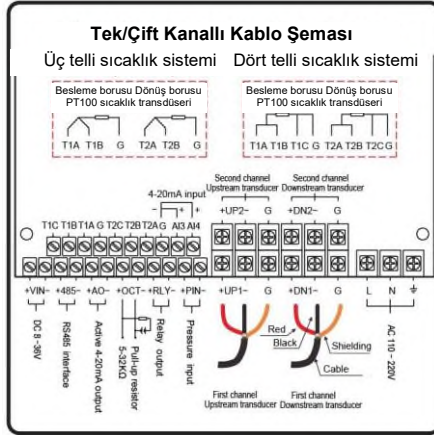 Tek/Çift Kanallı Kablo Şeması
Üç telli sıcaklık sistemi Dört telli sıcaklık sistemi
Besleme borusu Dönüş borusu
PT100 sıcaklık transdüseri
T1A T1B G T2A T2B G
Besleme borusu Dönüş borusu
PT100 sıcaklık transdüseri
T1A T1B T1C G T2A T2B T2C G
4-20mA input
- + +
T1C T1B T1A G T2C T2B T2A G AI3 AI4
Second channel
Upstream transducer
+UP2- G
Second channel
Downstream transducer
+DN2- G
+VIN- +485- +AO- +OCT- +RLY- +PIN- +UP1- G +DN1- G L N
DC 8 -36V
RS485 interface
Active 4-20mA output
5-32KΩ
Pull-up resistor
Relay output
Pressure input
Red
Black
Shielding
Cable
AC 110 - 220V
First channel
Upstream transducer
First channel
Downstream transducer